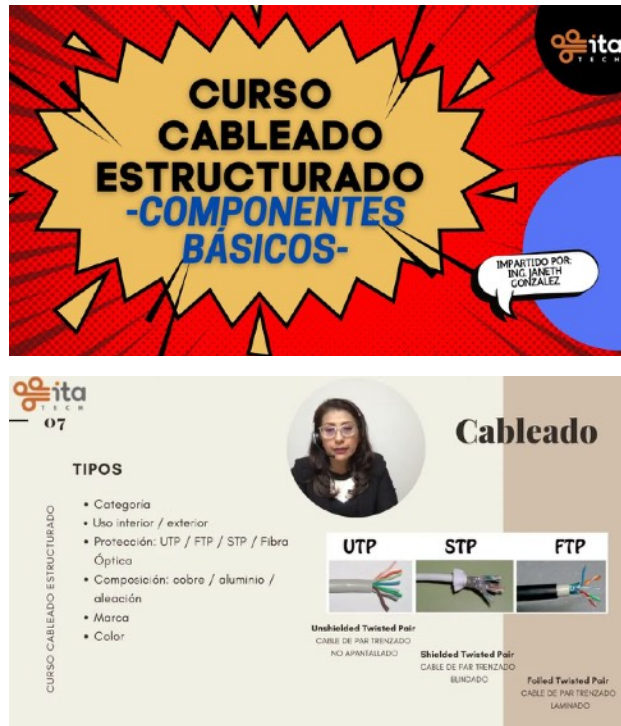 ita
TECH
CURSO
CABLEADO
ESTRUCTURADO
-COMPONENTES
BÁSICOS-
IMPARTIDO POR:
ING. JANETH
GONZALEZ
ita
TECH
07
Cableado
TIPOS
CURSO CABLEADO ESTRUCTURADO
• Categoría
• Uso interior / exterior
• Protección: UTP / FTP / STP / Fibra
Óptica
• Composición: cobre / aluminio /
aleación
• Marca
• Color
UTP
STP
FTP
Unshielded Twisted Pair
CABLE DE PAR TRENZADO
NO APANTALLADO
Shielded Twisted Pair
CABLE DE PAR TRENZADO
BLINDADO
Foiled Twisted Pair
CABLE DE PAR TRENZADO
LAMINADO